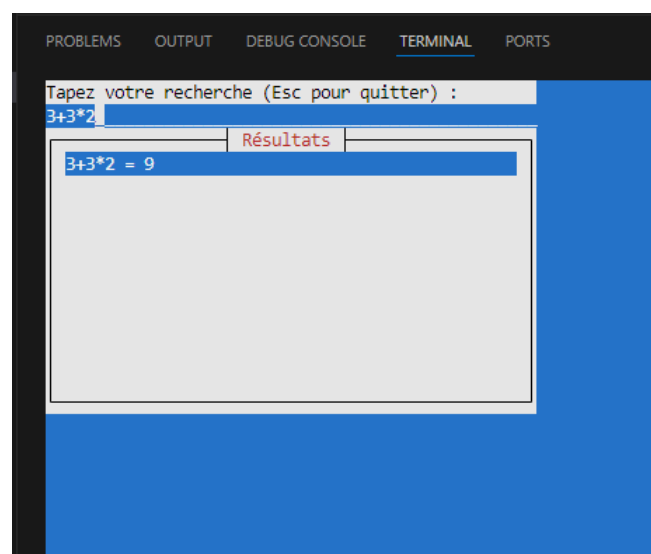 PROBLEMS OUTPUT DEBUG CONSOLE TERMINAL PORTS
Tapez votre recherche (Esc pour quitter) :
3+3*2
Résultats
3+3*2 = 9